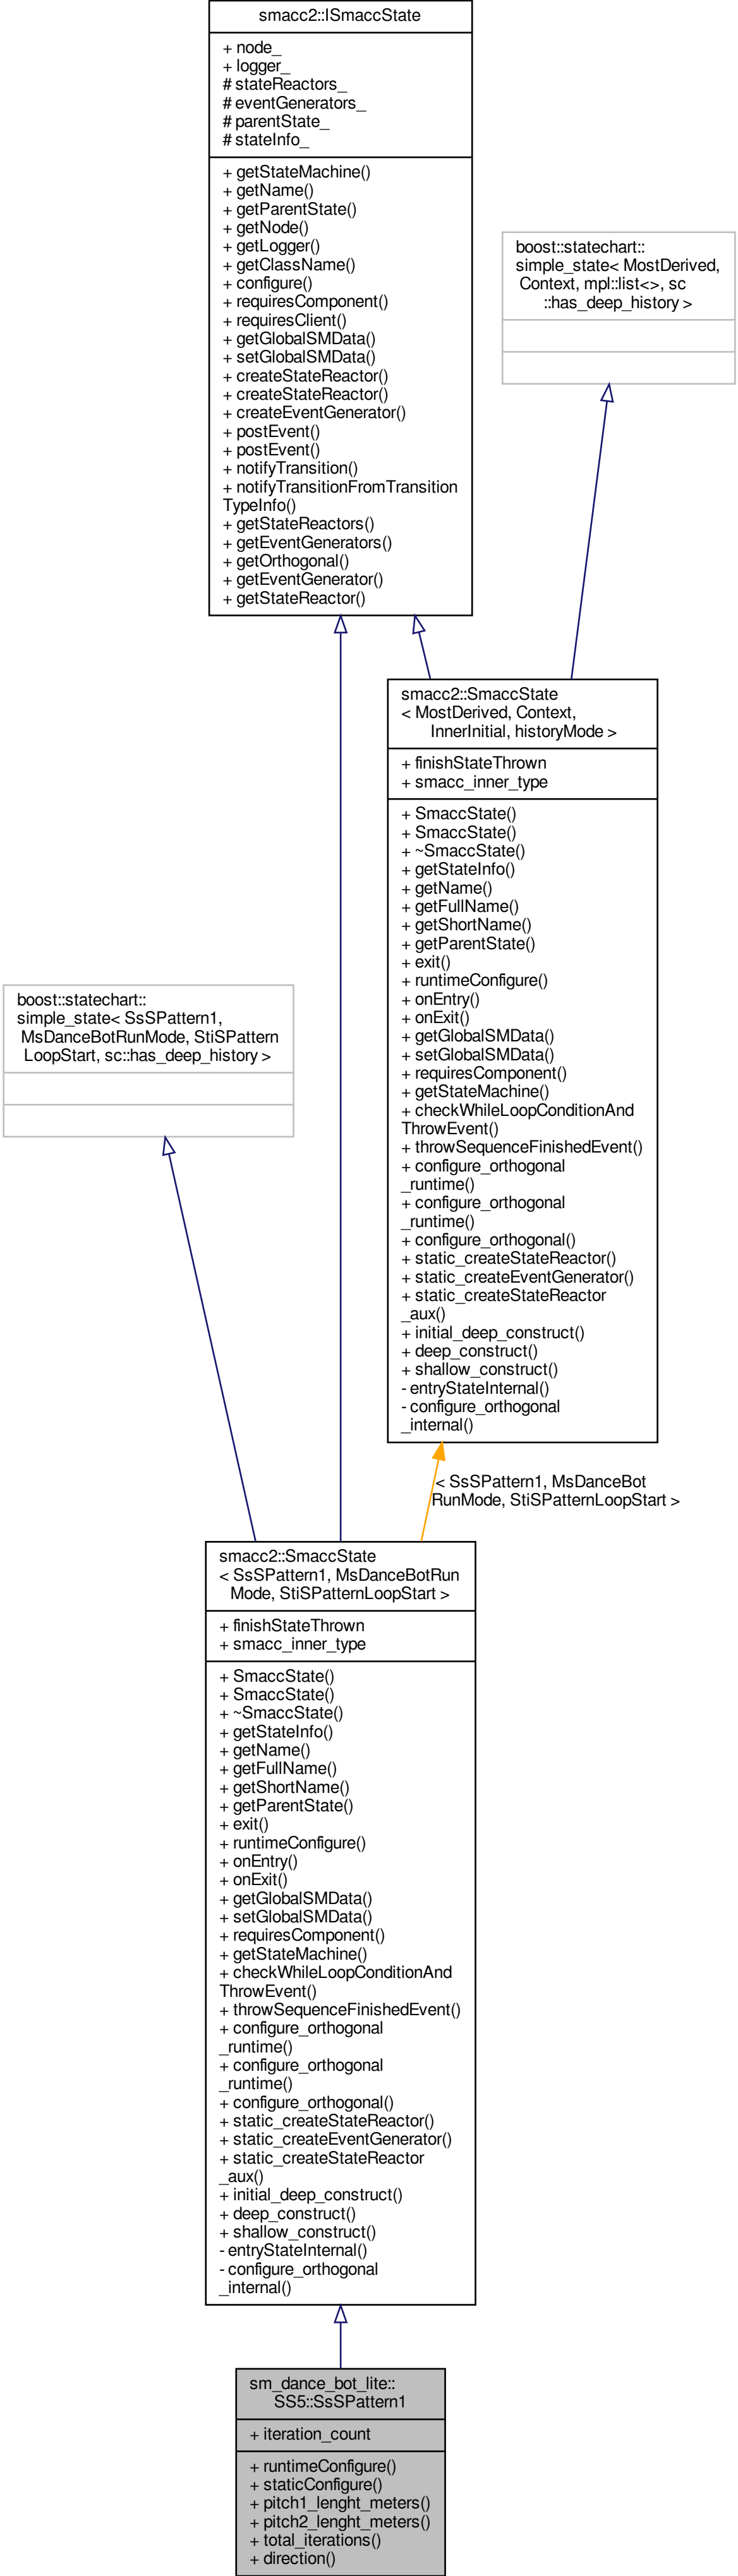 smacc2::ISmaccState
+ node_
+ logger_
# stateReactors_
# eventGenerators_
# parentState_
# stateInfo_
+ getStateMachine()
+ getName()
+ getParentState()
+ getNode()
+ getLogger()
+ getClassName()
+ configure()
+ requiresComponent()
+ requiresClient()
+ getGlobalSMData()
+ setGlobalSMData()
+ createStateReactor()
+ createStateReactor()
+ createEventGenerator()
+ postEvent()
+ postEvent()
+ notifyTransition()
+ notifyTransitionFromTransition
TypeInfo()
+ getStateReactors()
+ getEventGenerators()
+ getOrthogonal()
+ getEventGenerator()
+ getStateReactor()
boost::statechart::
simple_state< MostDerived,
Context, mpl::list<>, sc
::has_deep_history >
smacc2::SmaccState
< MostDerived, Context,
InnerInitial, historyMode >
+ finishStateThrown
+ smacc_inner_type
+ SmaccState()
+ SmaccState()
+ ~SmaccState()
+ getStateInfo()
+ getName()
+ getFullName()
+ getShortName()
+ getParentState()
+ exit()
+ runtimeConfigure()
+ onEntry()
+ onExit()
+ getGlobalSMData()
+ setGlobalSMData()
+ requiresComponent()
+ getStateMachine()
+ checkWhileLoopConditionAnd
ThrowEvent()
+ throwSequenceFinishedEvent()
+ configure_orthogonal
_runtime()
+ configure_orthogonal
_runtime()
+ configure_orthogonal()
+ static_createStateReactor()
+ static_createEventGenerator()
+ static_createStateReactor
_aux()
+ initial_deep_construct()
+ deep_construct()
+ shallow_construct()
- entryStateInternal()
- configure_orthogonal
_internal()
boost::statechart::
simple_state< SsSPattern1,
MsDanceBotRunMode, StiSPattern
LoopStart, sc::has_deep_history >
< SsSPattern1, MsDanceBot
RunMode, StiSPatternLoopStart >
smacc2::SmaccState
< SsSPattern1, MsDanceBotRun
Mode, StiSPatternLoopStart >
+ finishStateThrown
+ smacc_inner_type
+ SmaccState()
+ SmaccState()
+ ~SmaccState()
+ getStateInfo()
+ getName()
+ getFullName()
+ getShortName()
+ getParentState()
+ exit()
+ runtimeConfigure()
+ onEntry()
+ onExit()
+ getGlobalSMData()
+ setGlobalSMData()
+ requiresComponent()
+ getStateMachine()
+ checkWhileLoopConditionAnd
ThrowEvent()
+ throwSequenceFinishedEvent()
+ configure_orthogonal
_runtime()
+ configure_orthogonal
_runtime()
+ configure_orthogonal()
+ static_createStateReactor()
+ static_createEventGenerator()
+ static_createStateReactor
_aux()
+ initial_deep_construct()
+ deep_construct()
+ shallow_construct()
- entryStateInternal()
- configure_orthogonal
_internal()
sm_dance_bot_lite::
SS5::SsSPattern1
+ iteration_count
+ runtimeConfigure()
+ staticConfigure()
+ pitch1_lenght_meters()
+ pitch2_lenght_meters()
+ total_iterations()
+ direction()